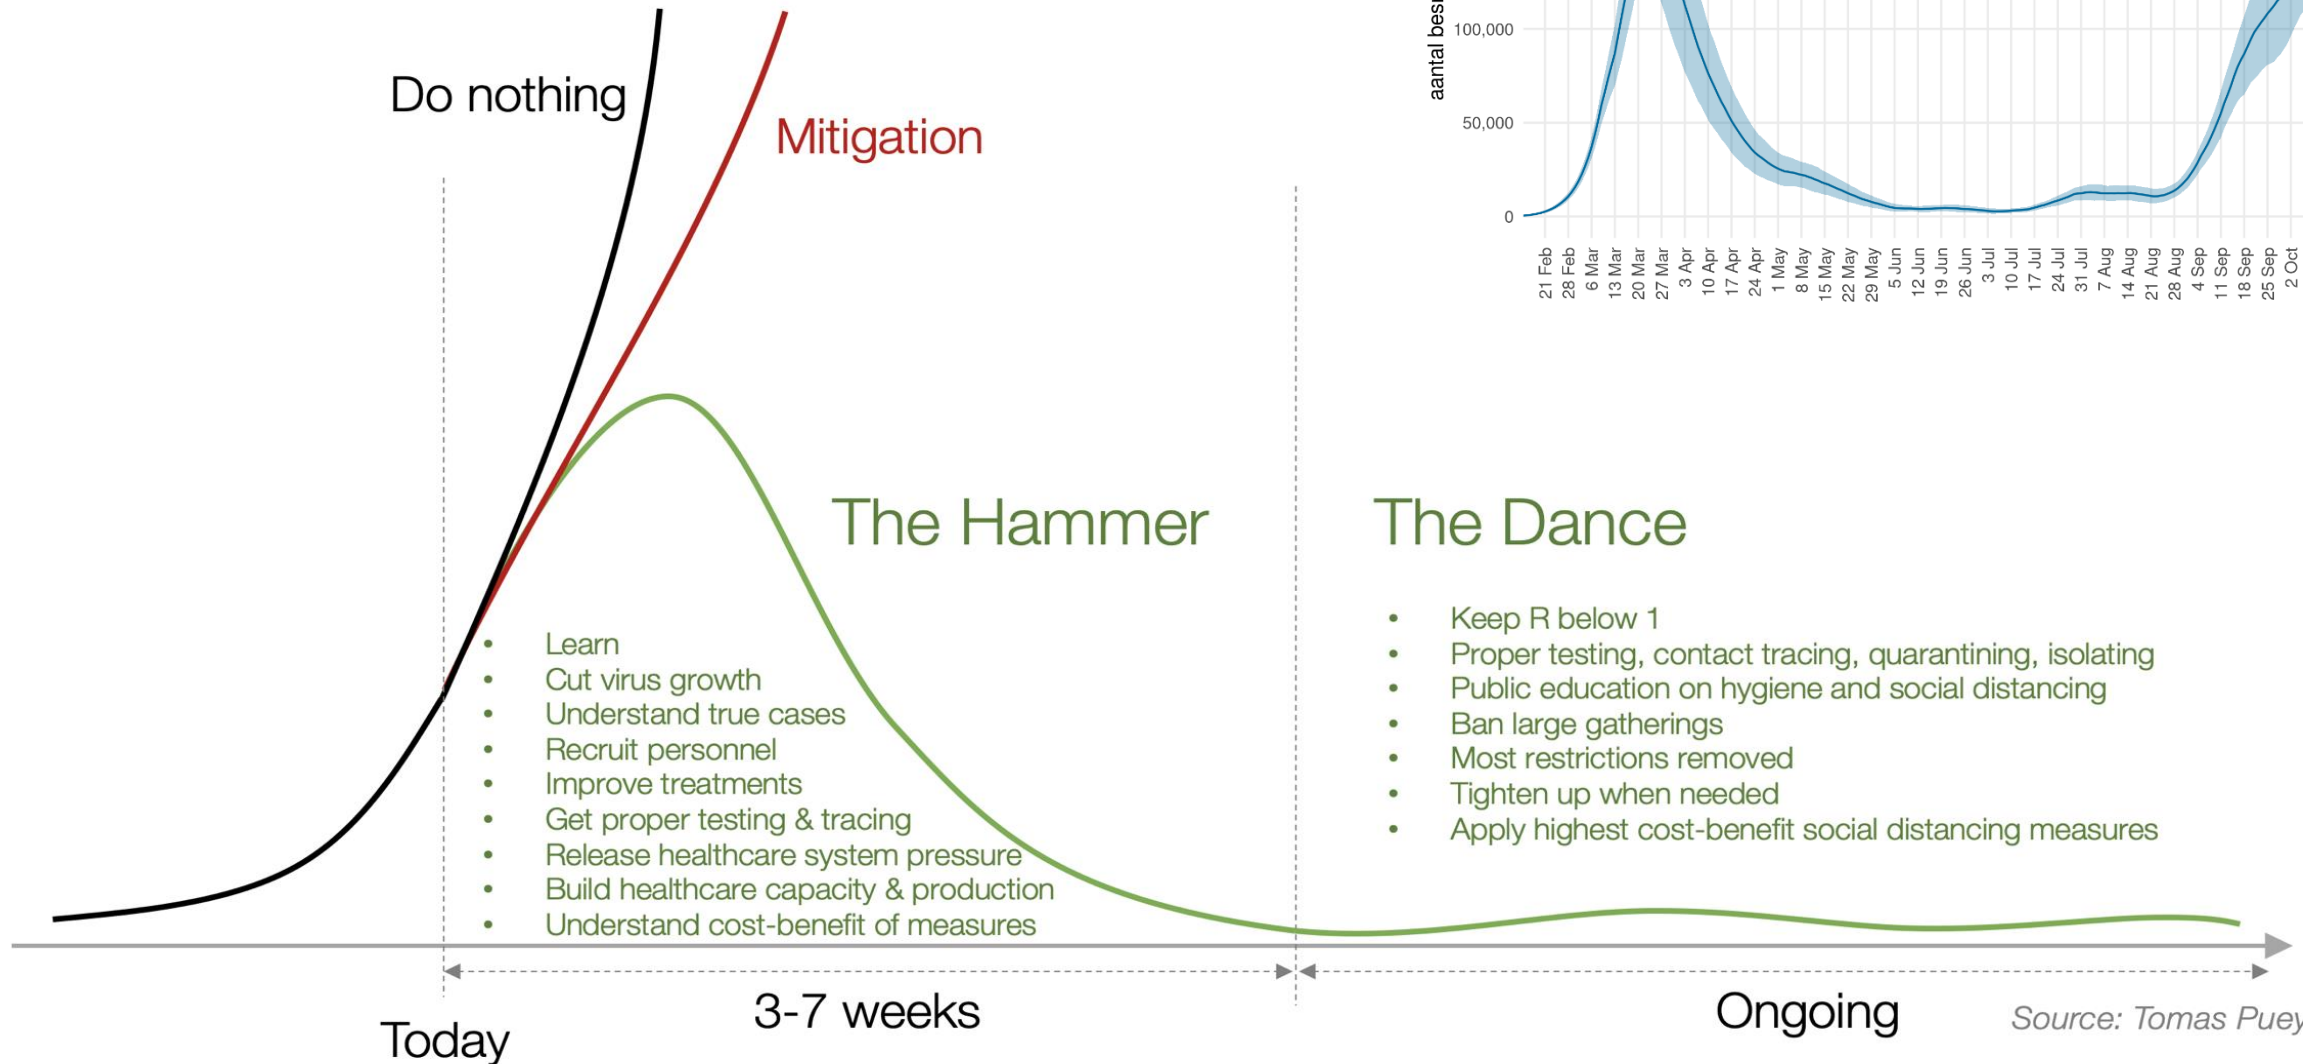 Do nothing
Mitigation
The Hammer
Learn
Cut virus growth
Understand true cases
Recruit personnel
Improve treatments
Get proper testing & tracing
Release healthcare system pressure
Build healthcare capacity & production
Understand cost-benefit of measures
The Dance
Keep R below 1
Proper testing, contact tracing, quarantining, isolating
Public education on hygiene and social distancing
Ban large gatherings
Most restrictions removed
Tighten up when needed
Apply highest cost-benefit social distancing measures
3-7 weeks
Ongoing
Today
Source: Tomas Puey
aantal besi
100,000
50,000
0
21 Feb
28 Feb
6 Mar
13 Mar
20 Mar
27 Mar
3 Apr
10 Apr
17 Apr
24 Apr
1 May
8 May
15 May
22 May
29 May
5 Jun
12 Jun
19 Jun
26 Jun
3 Jul
10 Jul
17 Jul
24 Jul
31 Jul
7 Aug
14 Aug
21 Aug
28 Aug
4 Sep
11 Sep
18 Sep
25 Sep
2 Oct